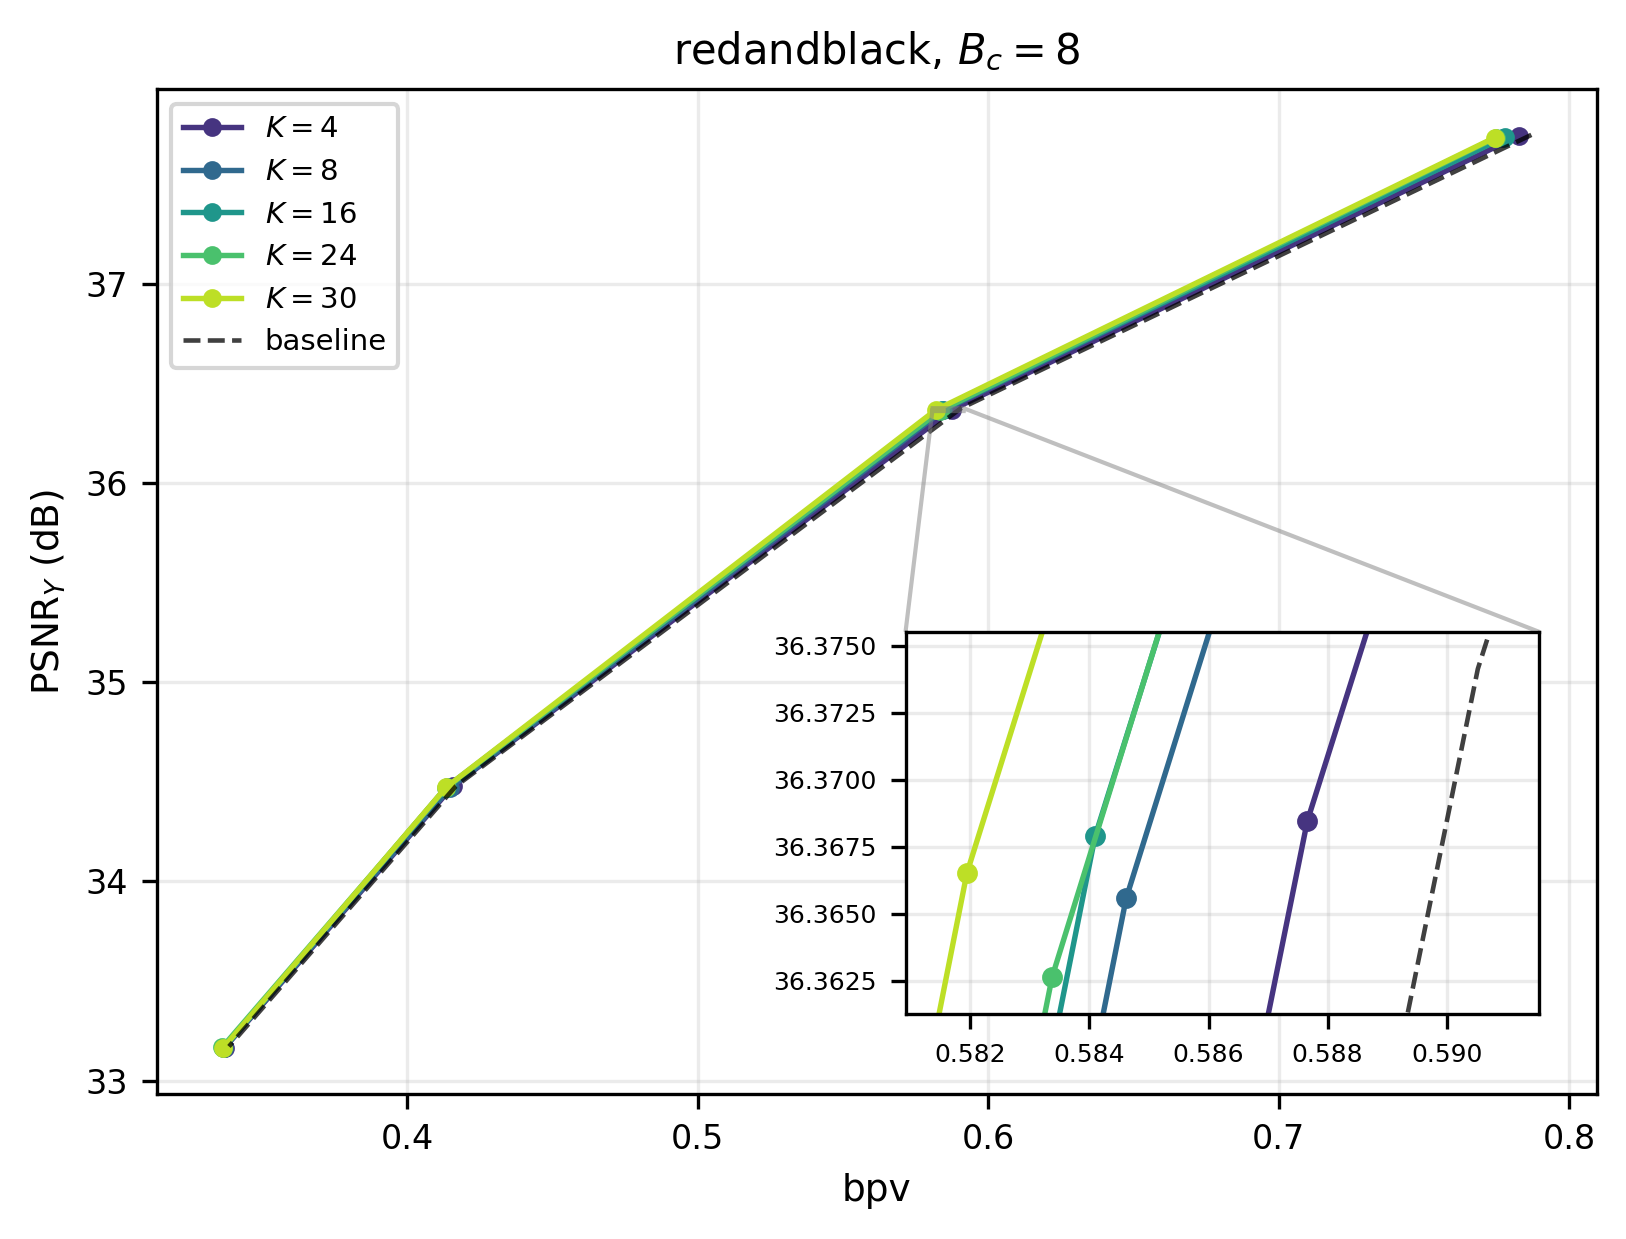 redandblack, $B_c = 8$
K = 4
K = 8
K = 16
K = 24
K = 30
baseline
PSNR_Y (dB)
37
36
35
34
33
36.3750
36.3725
36.3700
36.3675
36.3650
36.3625
0.582 0.584 0.586 0.588 0.590
0.4 0.5 0.6 0.7 0.8
bpv